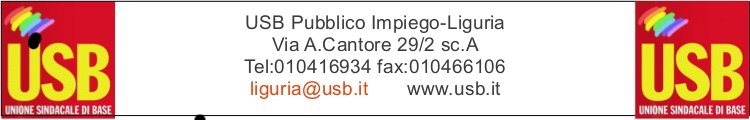 USB
UNIONE SINDACALE DI BASE
USB Pubblico Impiego-Liguria
Via A.Cantore 29/2 sc.A
Tel:010416934 fax:010466106
liguria@usb.it www.usb.it
USB
UNIONE SINDACALE DI BASE